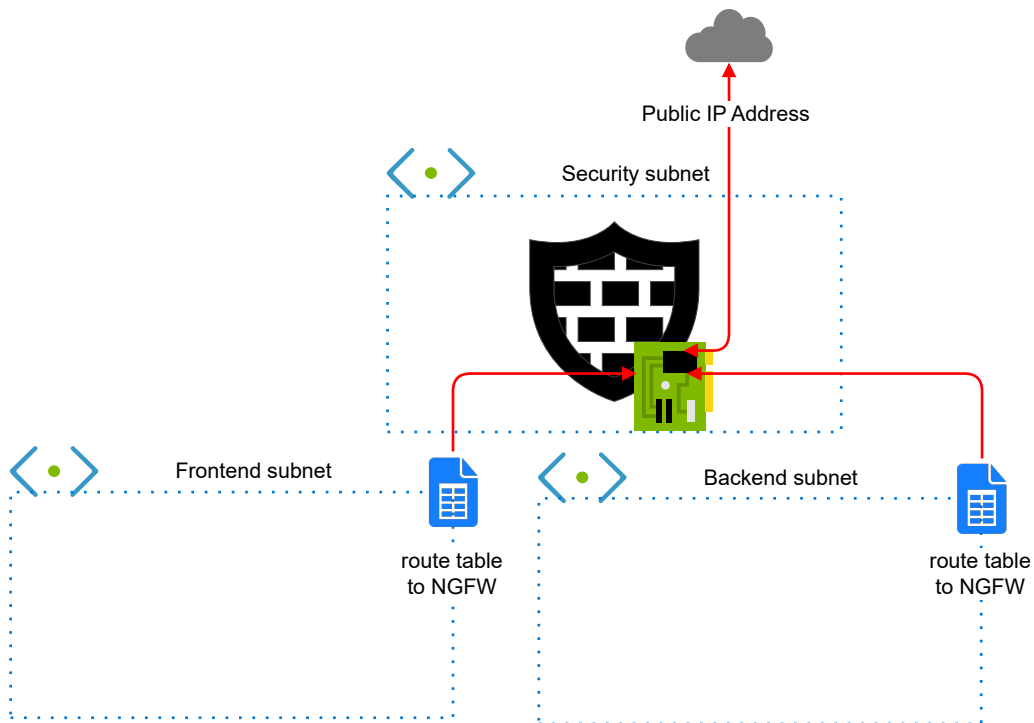 Public IP Address
Security subnet
Frontend subnet
Backend subnet
route table
to NGFW
route table
to NGFW